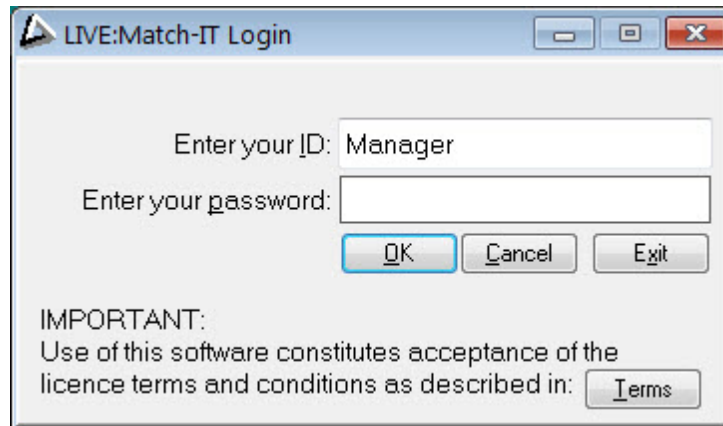 LIVE:Match-IT Login
Enter your ID: Manager
Enter your password:
OK Cancel Exit
IMPORTANT:
Use of this software constitutes acceptance of the
licence terms and conditions as described in: Terms